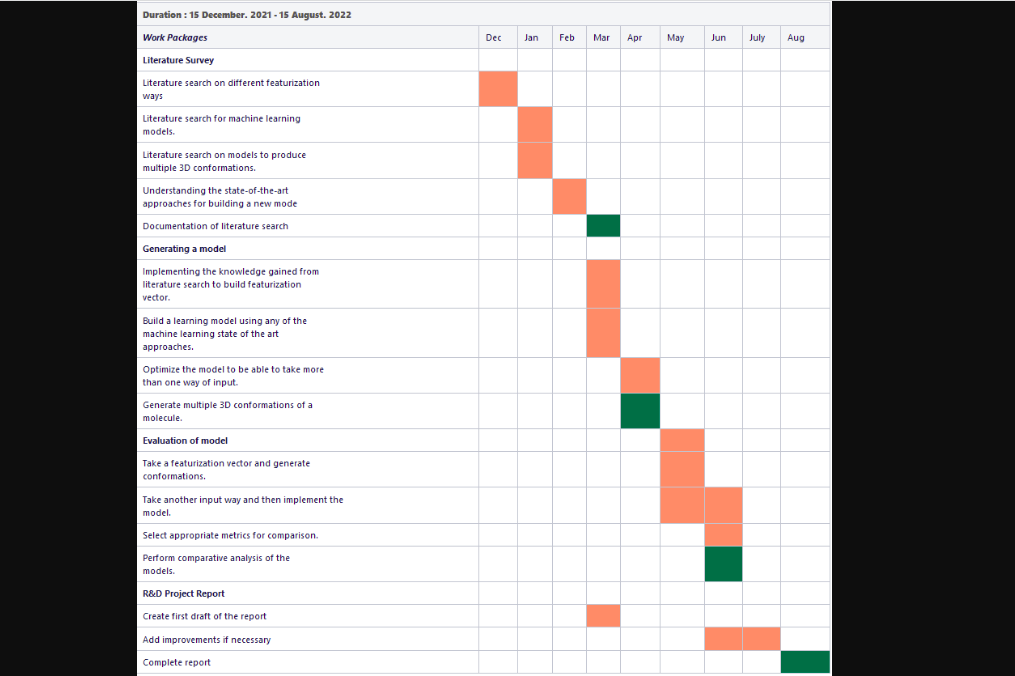 Duration : 15 December. 2021 - 15 August. 2022
Work Packages Dec Jan Feb Mar Apr May Jun July Aug
Literature Survey
Literature search on different featurization
ways
Literature search for machine learning
models.
Literature search on models to produce
multiple 3D conformations.
Understanding the state-of-the-art
approaches for building a new mode
Documentation of literature search
Generating a model
Implementing the knowledge gained from
literature search to build featurization
vector.
Build a learning model using any of the
machine learning state of the art
approaches.
Optimize the model to be able to take more
than one way of input.
Generate multiple 3D conformations of a
molecule.
Evaluation of model
Take a featurization vector and generate
conformations.
Take another input way and then implement the
model.
Select appropriate metrics for comparison.
Perform comparative analysis of the
models.
R&D Project Report
Create first draft of the report
Add improvements if necessary
Complete report